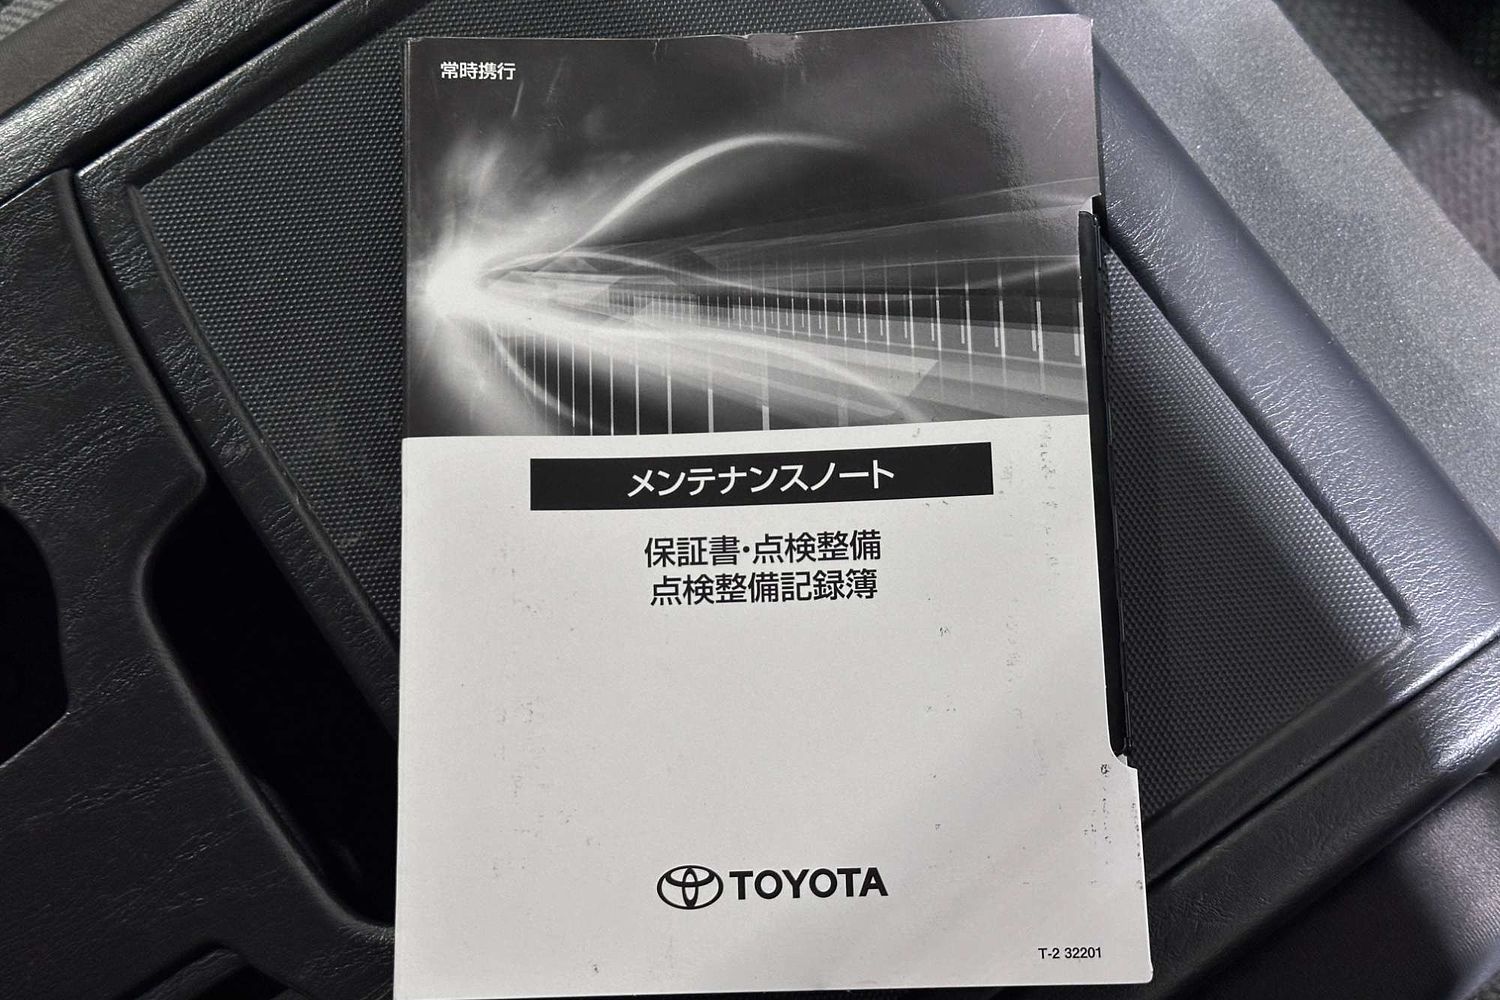 常時携行
メンテナンスノート
保証書・点検整備
点検整備記録簿
TOYOTA
T-2 32201